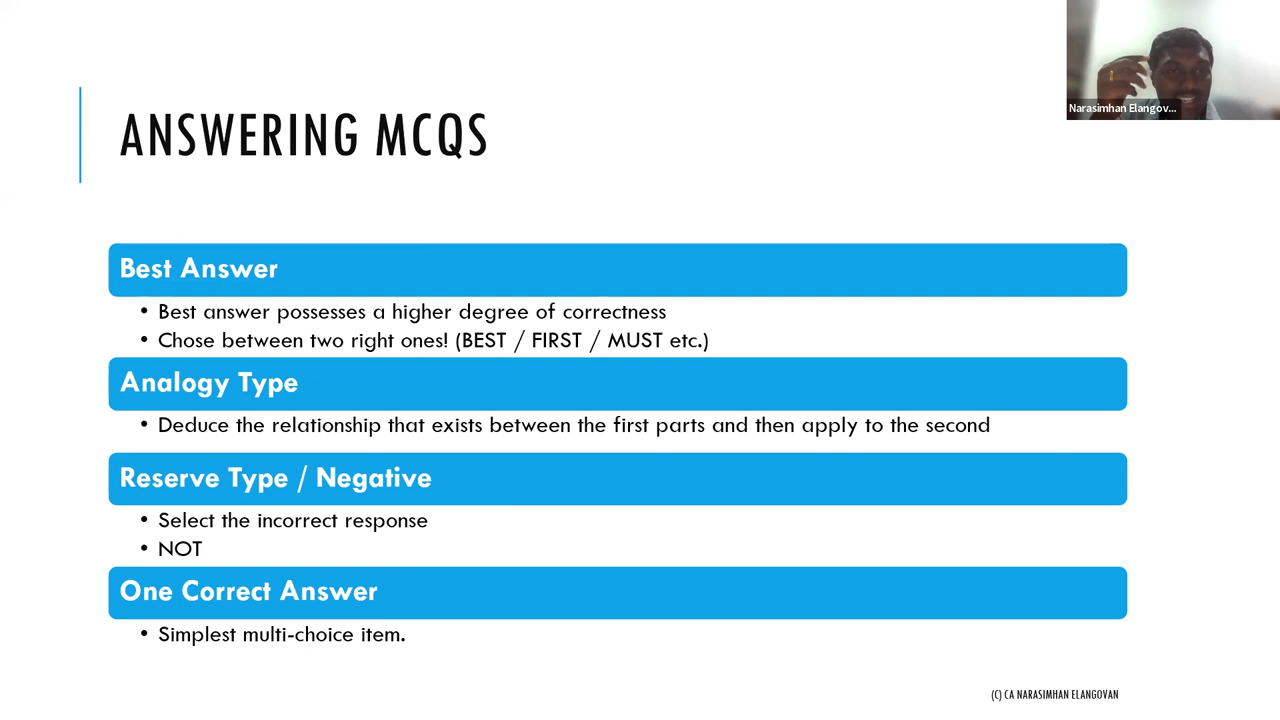 Narasimhan Elangov...
ANSWERING MCQS
Best Answer
• Best answer possesses a higher degree of correctness
• Chose between two right ones! (BEST / FIRST / MUST etc.)
Analogy Type
• Deduce the relationship that exists between the first parts and then apply to the second
Reserve Type / Negative
• Select the incorrect response
• NOT
One Correct Answer
• Simplest multi-choice item.
(C) CA NARASIMHAN ELANGOVAN